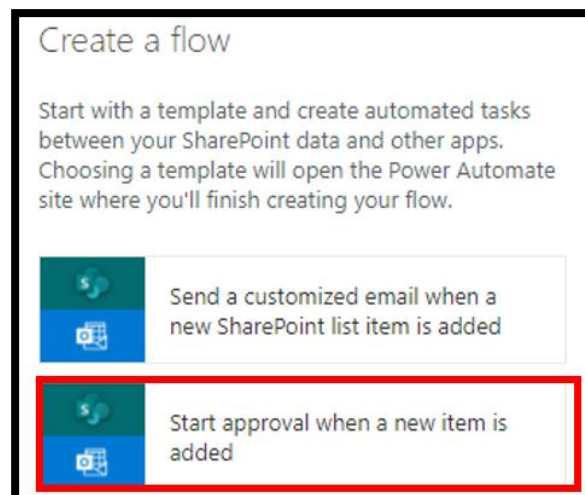 Create a flow
Start with a template and create automated tasks
between your SharePoint data and other apps.
Choosing a template will open the Power Automate
site where you'll finish creating your flow.
Send a customized email when a
new SharePoint list item is added
Start approval when a new item is
added